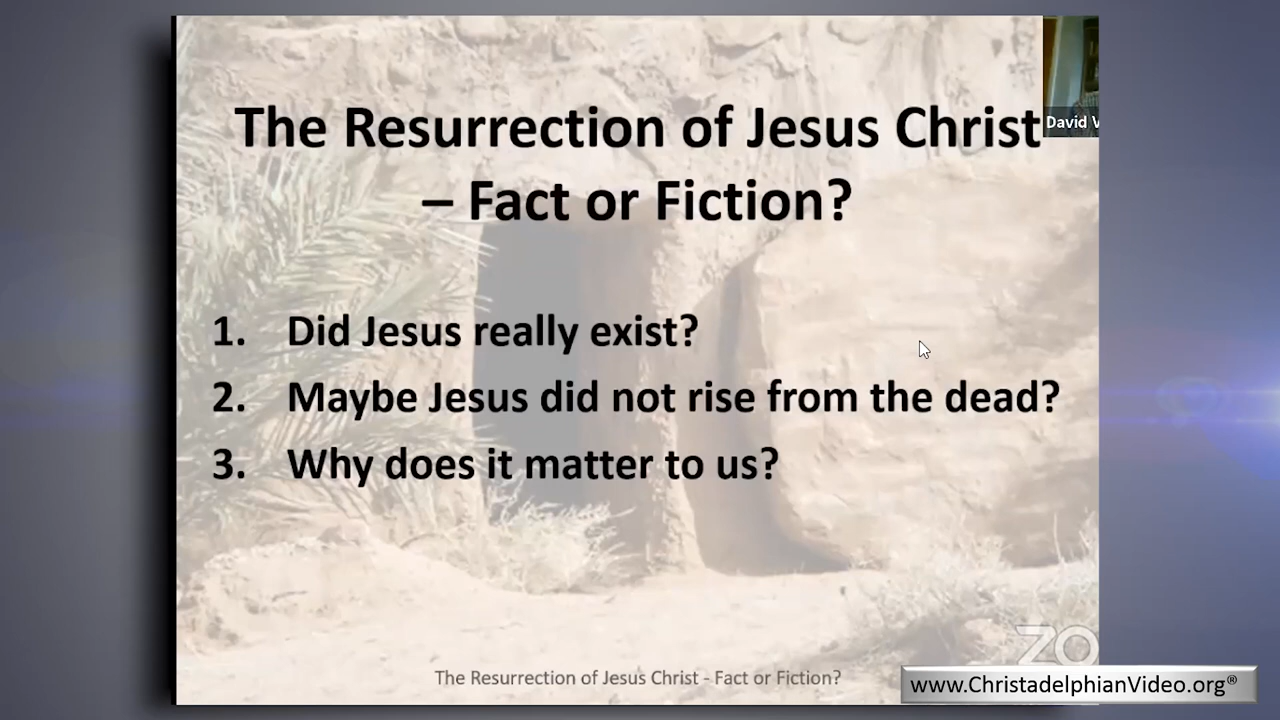 The Resurrection of Jesus Christ
– Fact or Fiction?
David V
1. Did Jesus really exist?
2. Maybe Jesus did not rise from the dead?
3. Why does it matter to us?
ZO
The Resurrection of Jesus Christ - Fact or Fiction?
www.ChristadelphianVideo.org®